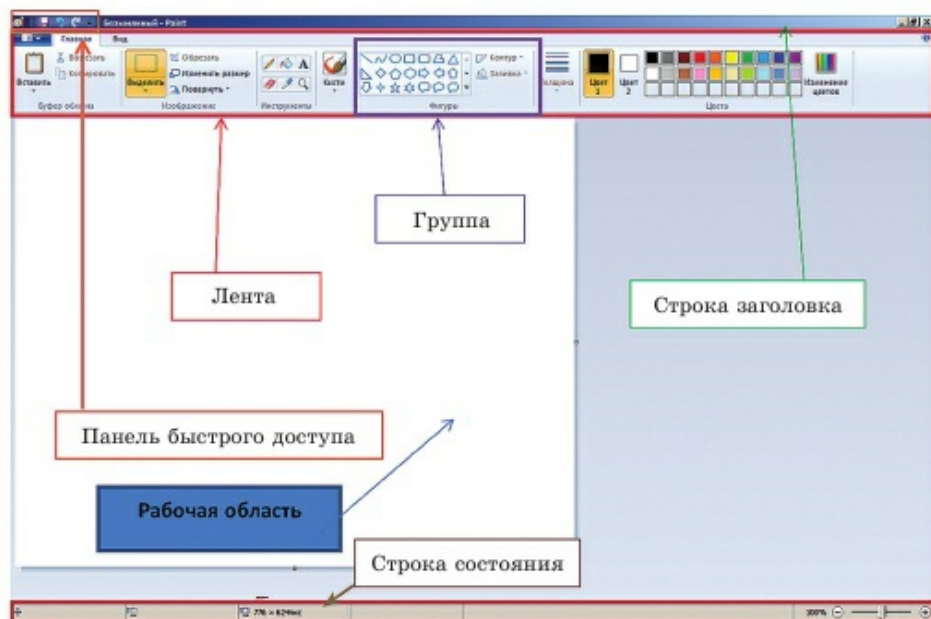 Безымянный - Paint
Главная Вид
Вставить
Вырезать
Копировать
Буфер обмена
Выделить
Обрезать
Изменить размер
Повернуть
Изображение
Инструменты
Кисти
Контур
Заливка
Фигуры
Толщина
Цвет 1
Цвет 2
Изменение цветов
Цвета
Группа
Лента
Строка заголовка
Панель быстрого доступа
Рабочая область
Строка состояния
100%